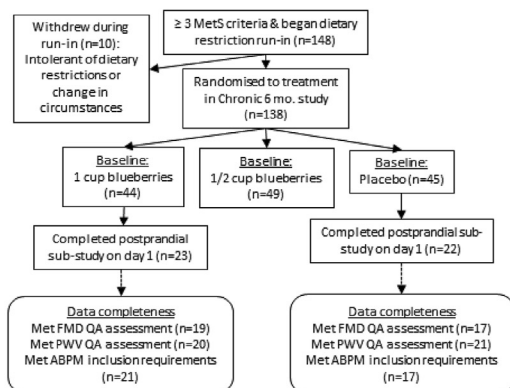 Withdrew during
run-in (n=10):
Intolerant of dietary
restrictions or
change in
circumstances
≥ 3 MetS criteria & began dietary
restriction run-in (n=148)
Randomised to treatment
in Chronic 6 mo. study
(n=138)
Baseline:
1 cup blueberries
(n=44)
Baseline:
1/2 cup blueberries
(n=49)
Baseline:
Placebo (n=45)
Completed postprandial
sub-study on day 1 (n=23)
Completed postprandial sub-
study on day 1 (n=22)
Data completeness
Met FMD QA assessment (n=19)
Met PWV QA assessment (n=20)
Met ABPM inclusion requirements
(n=21)
Data completeness
Met FMD QA assessment (n=17)
Met PWV QA assessment (n=21)
Met ABPM inclusion requirements
(n=17)